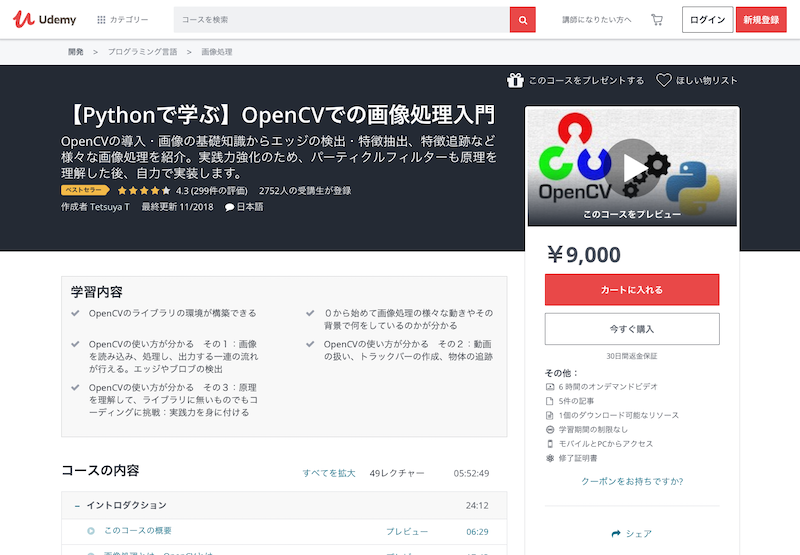 Udemy
カテゴリー
コースを検索
講師になりたい方へ
ログイン
新規登録
開発 > プログラミング言語 > 画像処理
このコースをプレゼントする
ほしい物リスト
【Pythonで学ぶ】OpenCVでの画像処理入門
OpenCVの導入・画像の基礎知識からエッジの検出・特徴抽出、特徴追跡など
様々な画像処理を紹介。実践力強化のため、パーティクルフィルターも原理を
理解した後、自力で実装します。
ベストセラー 4.3 (299件の評価) 2752人の受講生が登録
作成者 Tetsuya T 最終更新 11/2018 日本語
OpenCV
このコースをプレビュー
¥9,000
カートに入れる
今すぐ購入
30日間返金保証
その他：
6 時間のオンデマンドビデオ
5件の記事
1個のダウンロード可能なリソース
学習期間の制限なし
モバイルとPCからアクセス
修了証明書
クーポンをお持ちですか?
シェア
学習内容
OpenCVのライブラリの環境が構築できる
０から始めて画像処理の様々な動きやその
背景で何をしているのかが分かる
OpenCVの使い方が分かる　その１：画像
を読み込み、処理し、出力する一連の流れ
が行える。エッジやブロブの検出
OpenCVの使い方が分かる　その２：動画
の扱い、トラックバーの作成、物体の追跡
OpenCVの使い方が分かる　その３：原理
を理解して、ライブラリに無いものでもコ
ーディングに挑戦：実践力を身に付ける
コースの内容
すべてを拡大 49レクチャー 05:52:49
− イントロダクション 24:12
このコースの概要 プレビュー 06:29